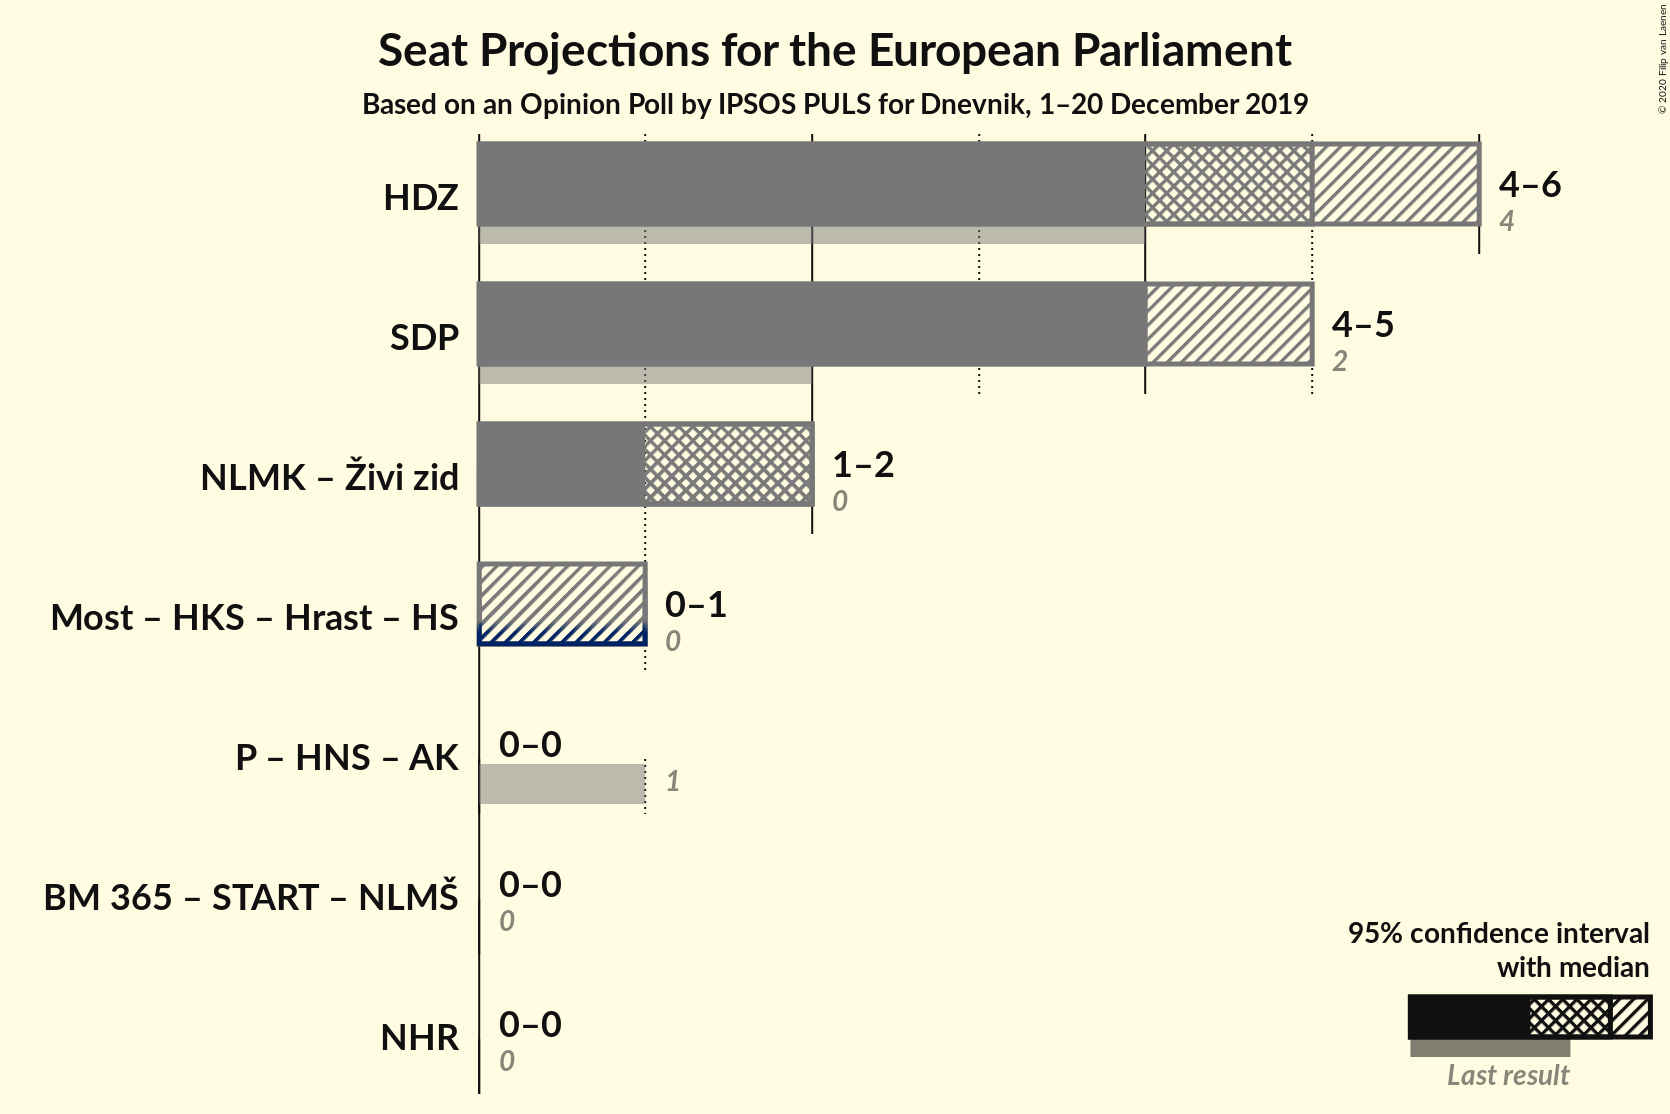 Seat Projections for the European Parliament
Based on an Opinion Poll by IPSOS PULS for Dnevnik, 1–20 December 2019
© 2020 Filip van Laenen
HDZ
4–6
4
SDP
4–5
2
NLMK – Živi zid
1–2
0
Most – HKS – Hrast – HS
0–1
0
P – HNS – AK
0–0
1
BM 365 – START – NLMŠ
0–0
0
NHR
0–0
0
95% confidence interval
with median
Last result